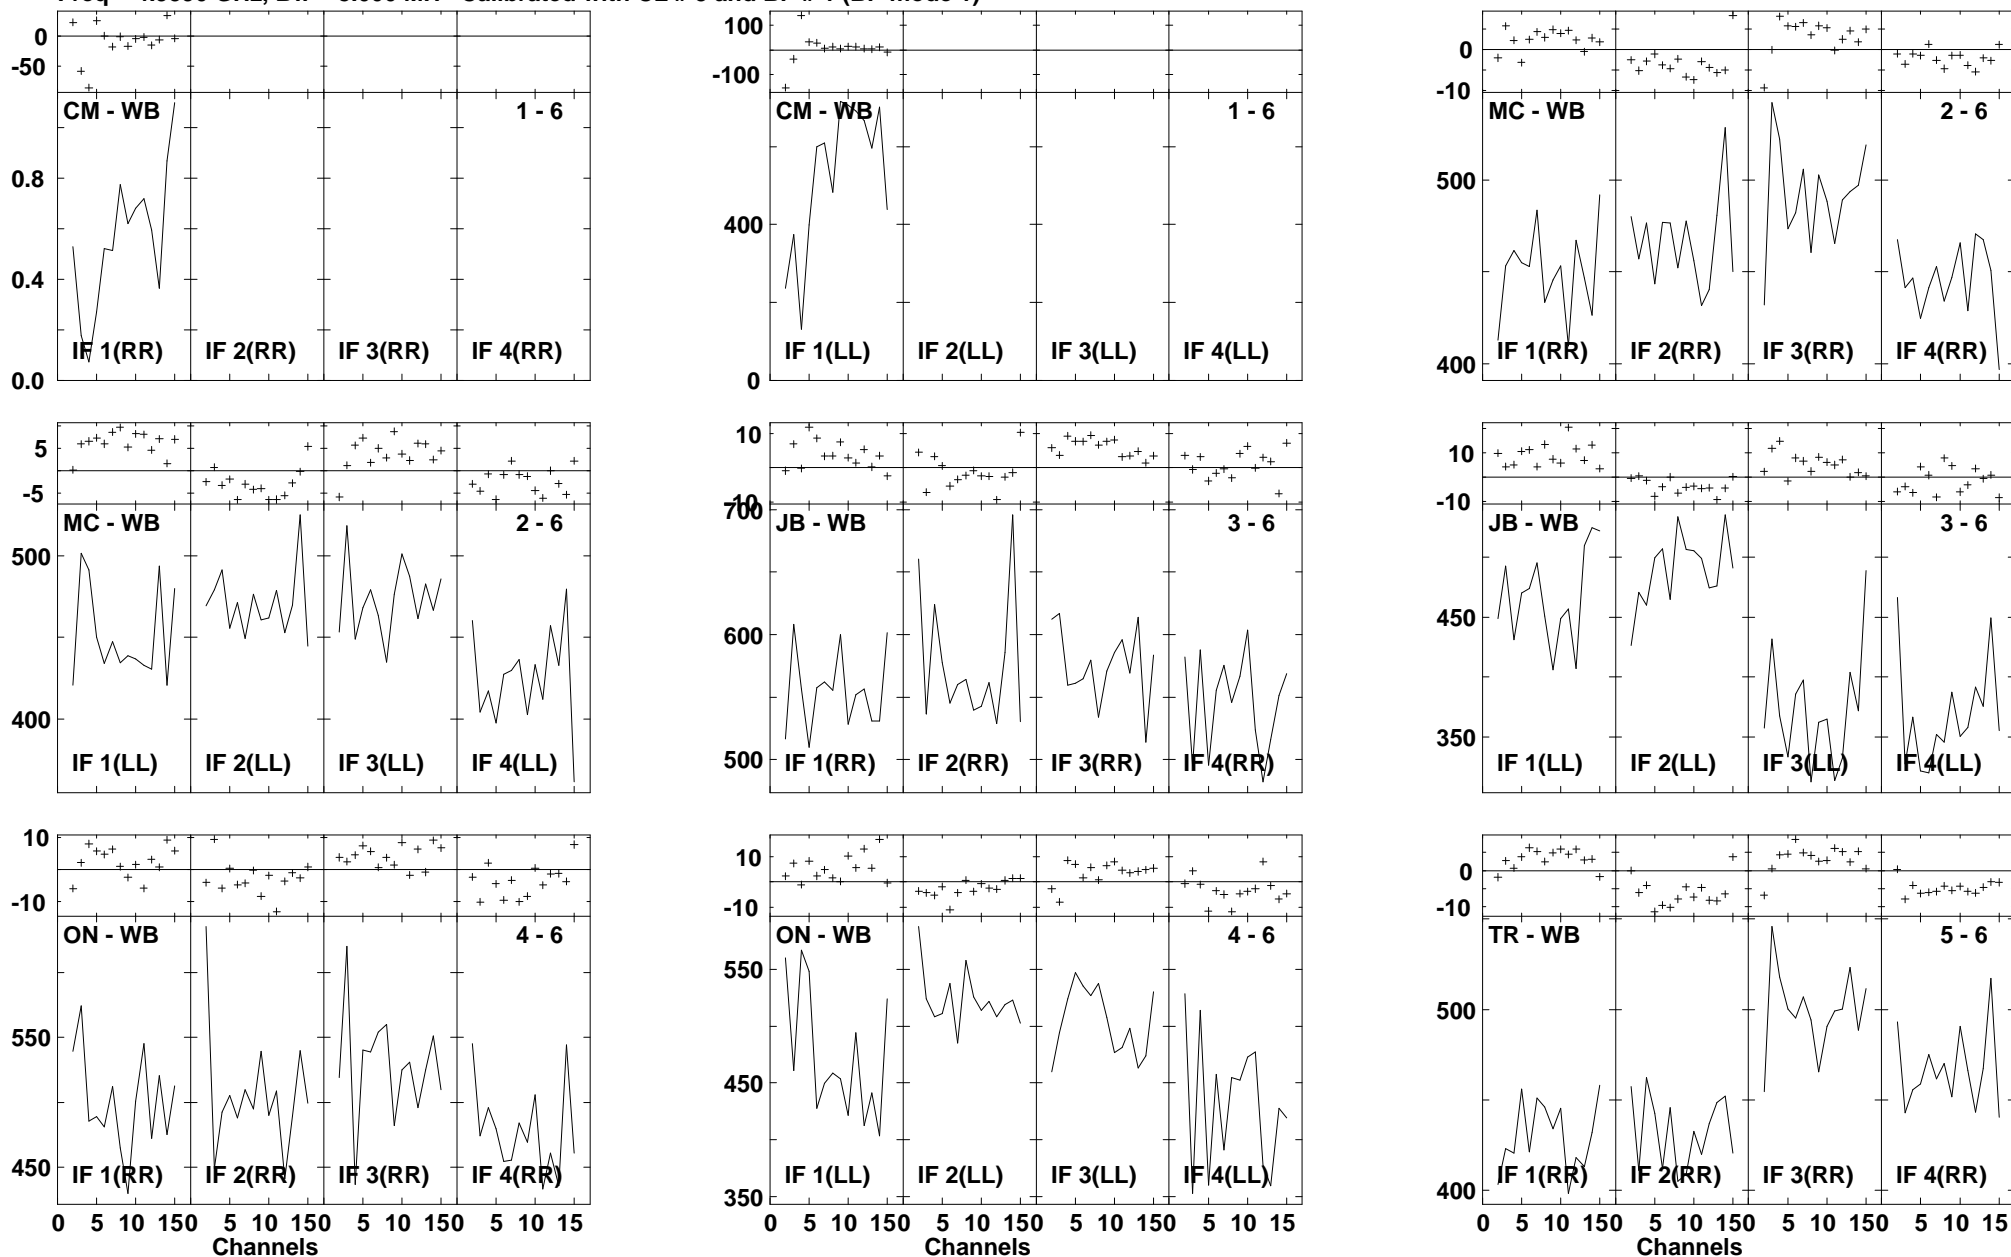 0
-50
CM - WB
1 - 6
0.8
0.4
0.0
IF 1(RR)
IF 2(RR)
IF 3(RR)
IF 4(RR)
100
-100
CM - WB
1 - 6
400
0
IF 1(LL)
IF 2(LL)
IF 3(LL)
IF 4(LL)
0
-10
MC - WB
2 - 6
500
400
IF 1(RR)
IF 2(RR)
IF 3(RR)
IF 4(RR)
5
-5
MC - WB
2 - 6
500
400
IF 1(LL)
IF 2(LL)
IF 3(LL)
IF 4(LL)
10
-10
700
JB - WB
3 - 6
600
500
IF 1(RR)
IF 2(RR)
IF 3(RR)
IF 4(RR)
10
-10
JB - WB
3 - 6
450
350
IF 1(LL)
IF 2(LL)
IF 3(LL)
IF 4(LL)
10
-10
ON - WB
4 - 6
550
450
IF 1(RR)
IF 2(RR)
IF 3(RR)
IF 4(RR)
0 5 10 150 5 10 150 5 10 150 5 10 15
Channels
10
-10
ON - WB
4 - 6
550
450
350
IF 1(LL)
IF 2(LL)
IF 3(LL)
IF 4(LL)
0 5 10 150 5 10 150 5 10 150 5 10 15
Channels
0
-10
TR - WB
5 - 6
500
400
IF 1(RR)
IF 2(RR)
IF 3(RR)
IF 4(RR)
0 5 10 150 5 10 150 5 10 150 5 10 15
Channels